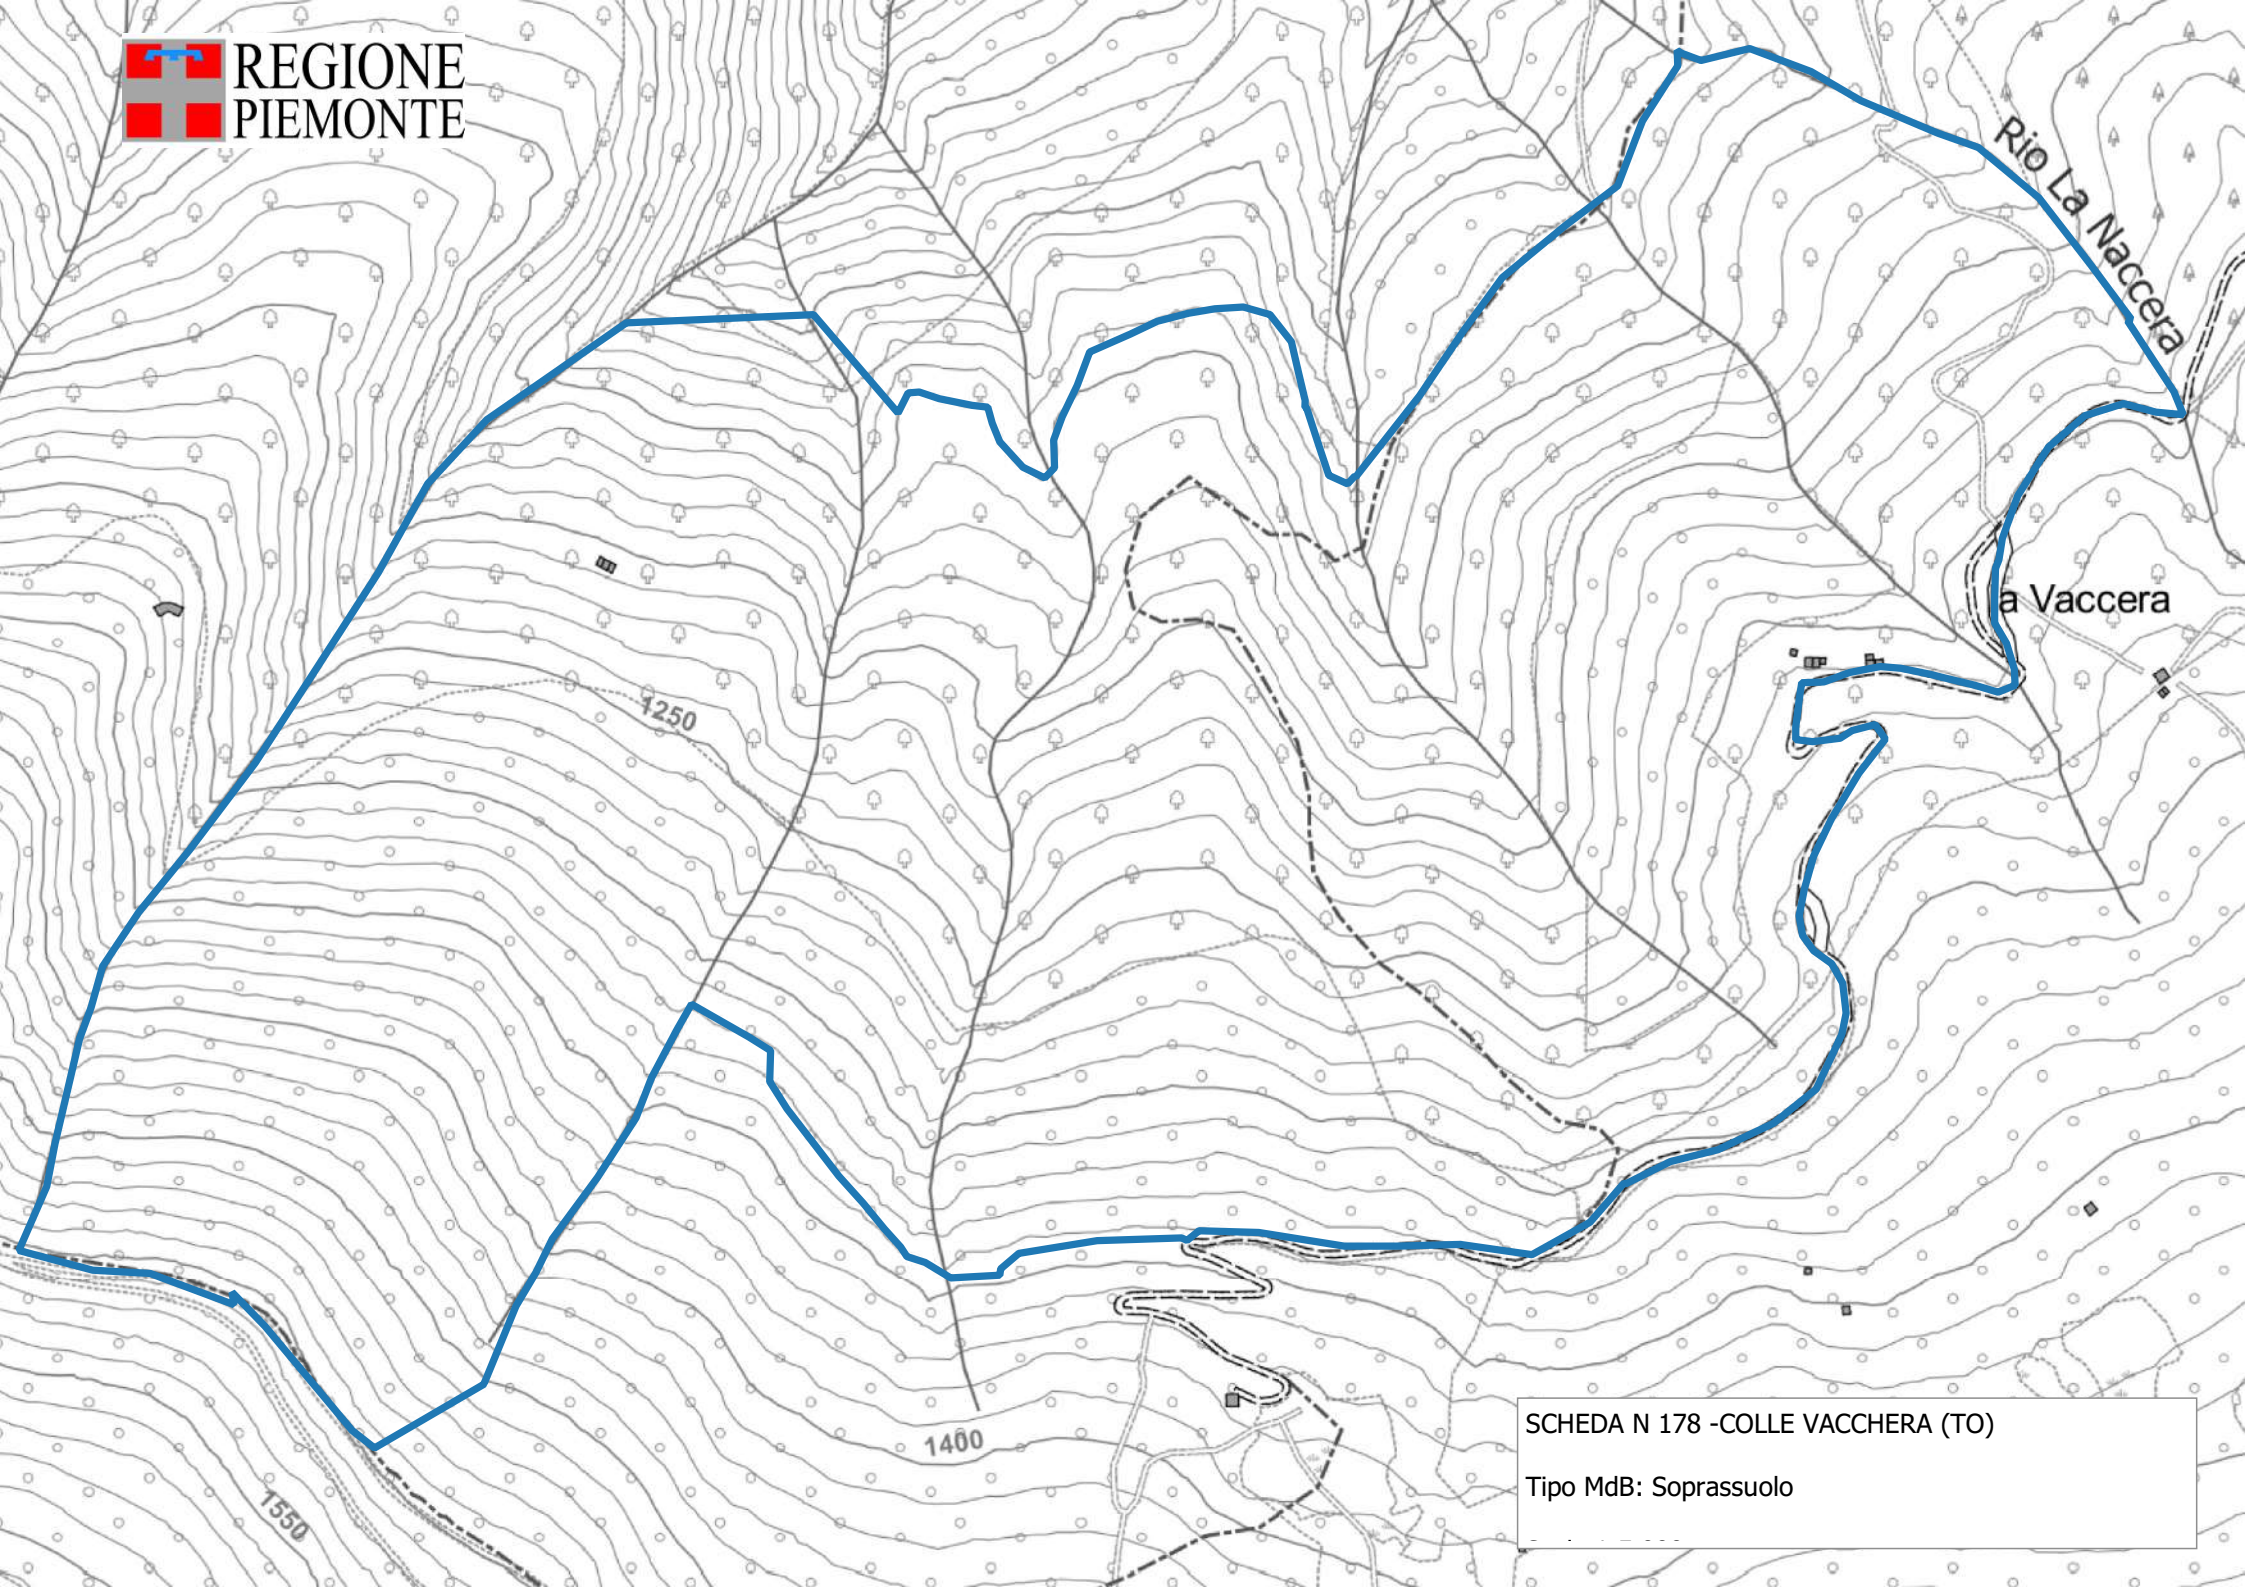 REGIONE
PIEMONTE
Rio La Naccera
a Vaccera
1250
1400
1550
SCHEDA N 178 -COLLE VACCHERA (TO)
Tipo MdB: Soprassuolo